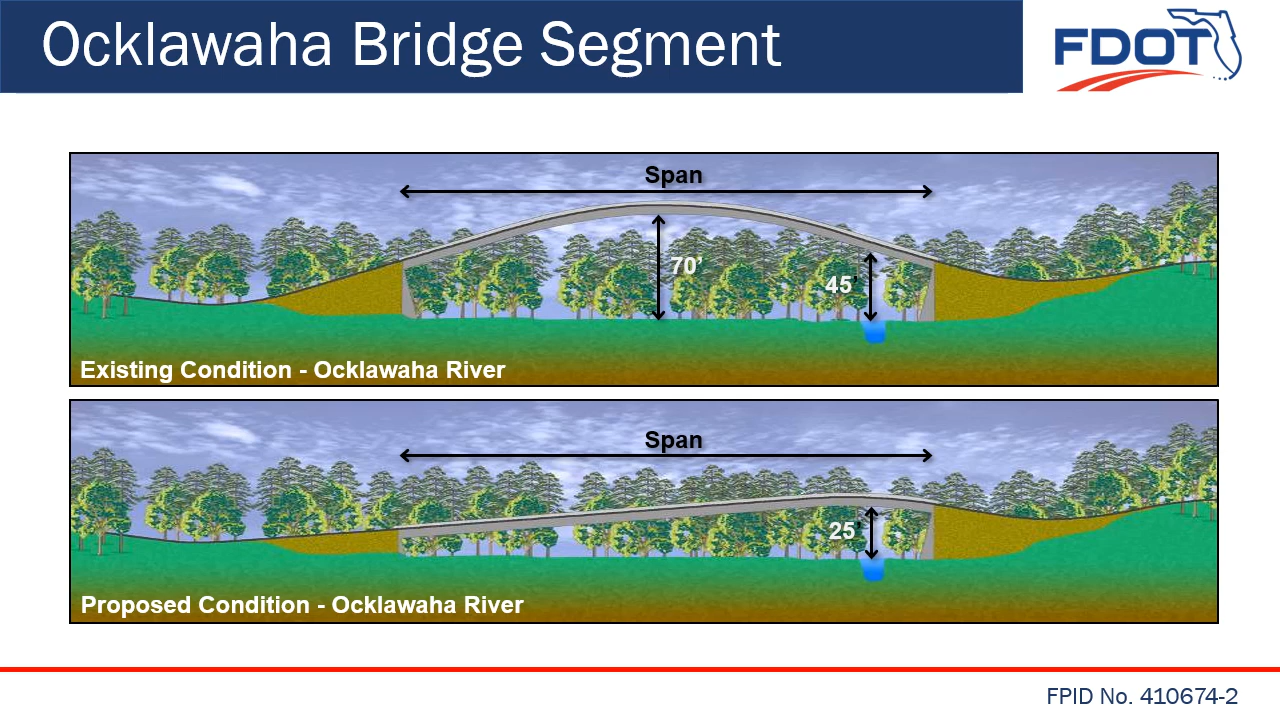 Ocklawaha Bridge Segment
FDOT
Span
70’
45’
Existing Condition - Ocklawaha River
Span
25’
Proposed Condition - Ocklawaha River
FPID No. 410674-2